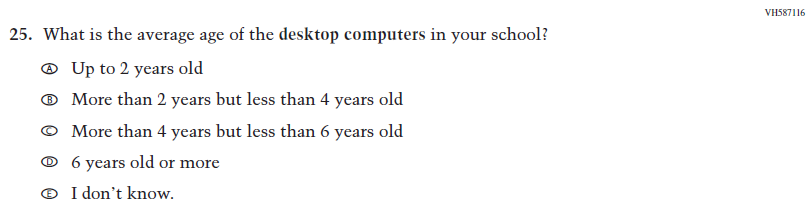 VH587116
25. What is the average age of the desktop computers in your school?
A Up to 2 years old
B More than 2 years but less than 4 years old
C More than 4 years but less than 6 years old
D 6 years old or more
E I don't know.